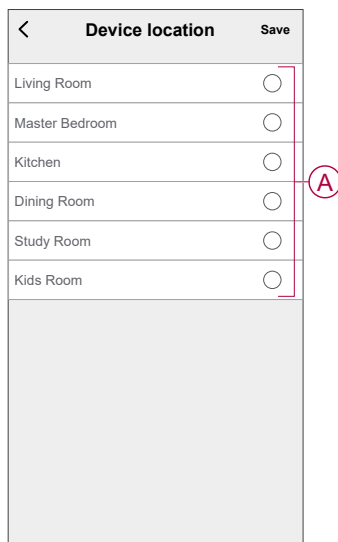 Device location Save
Living Room
Master Bedroom
Kitchen
Dining Room
Study Room
Kids Room
A